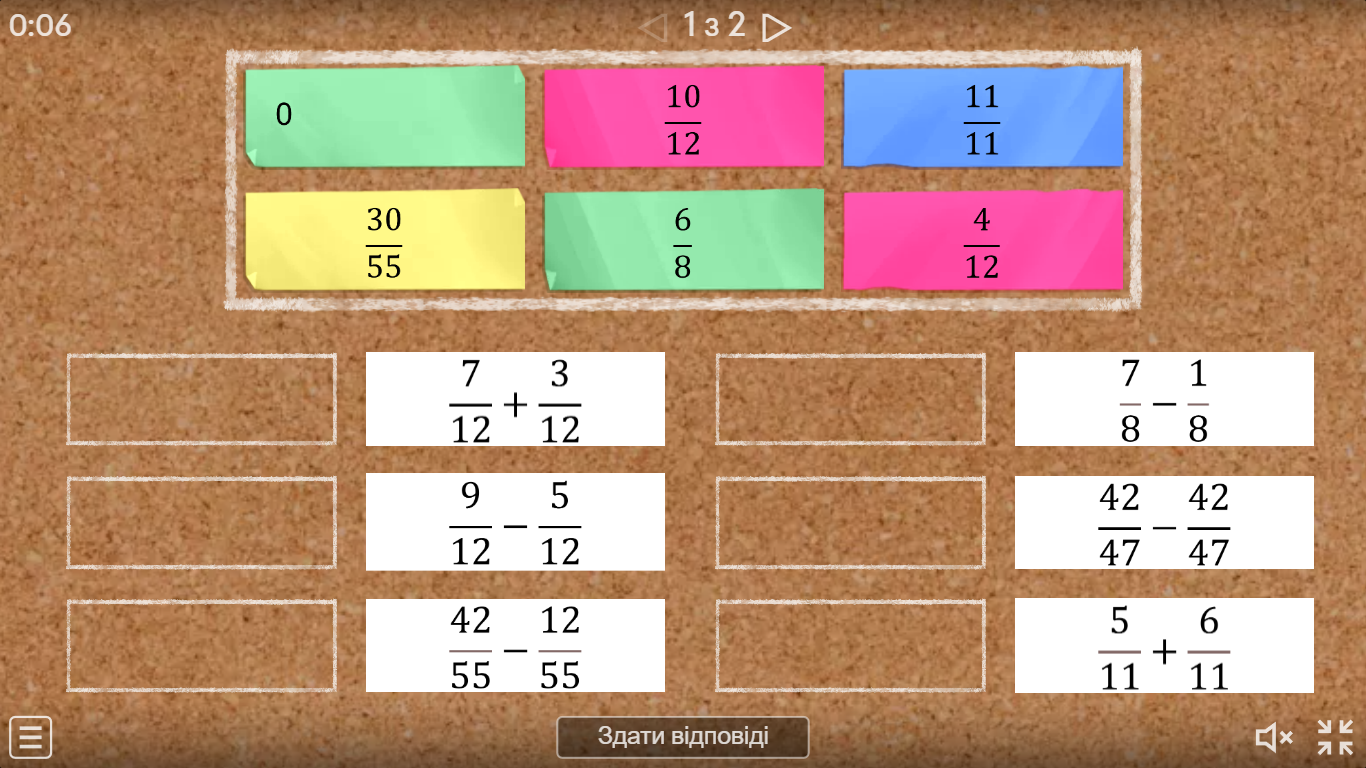 0:06
1 з 2
0
10/12
11/11
30/55
6/8
4/12
7/12 + 3/12
7/8 − 1/8
9/12 − 5/12
42/47 − 42/47
42/55 − 12/55
5/11 + 6/11
Здати відповіді